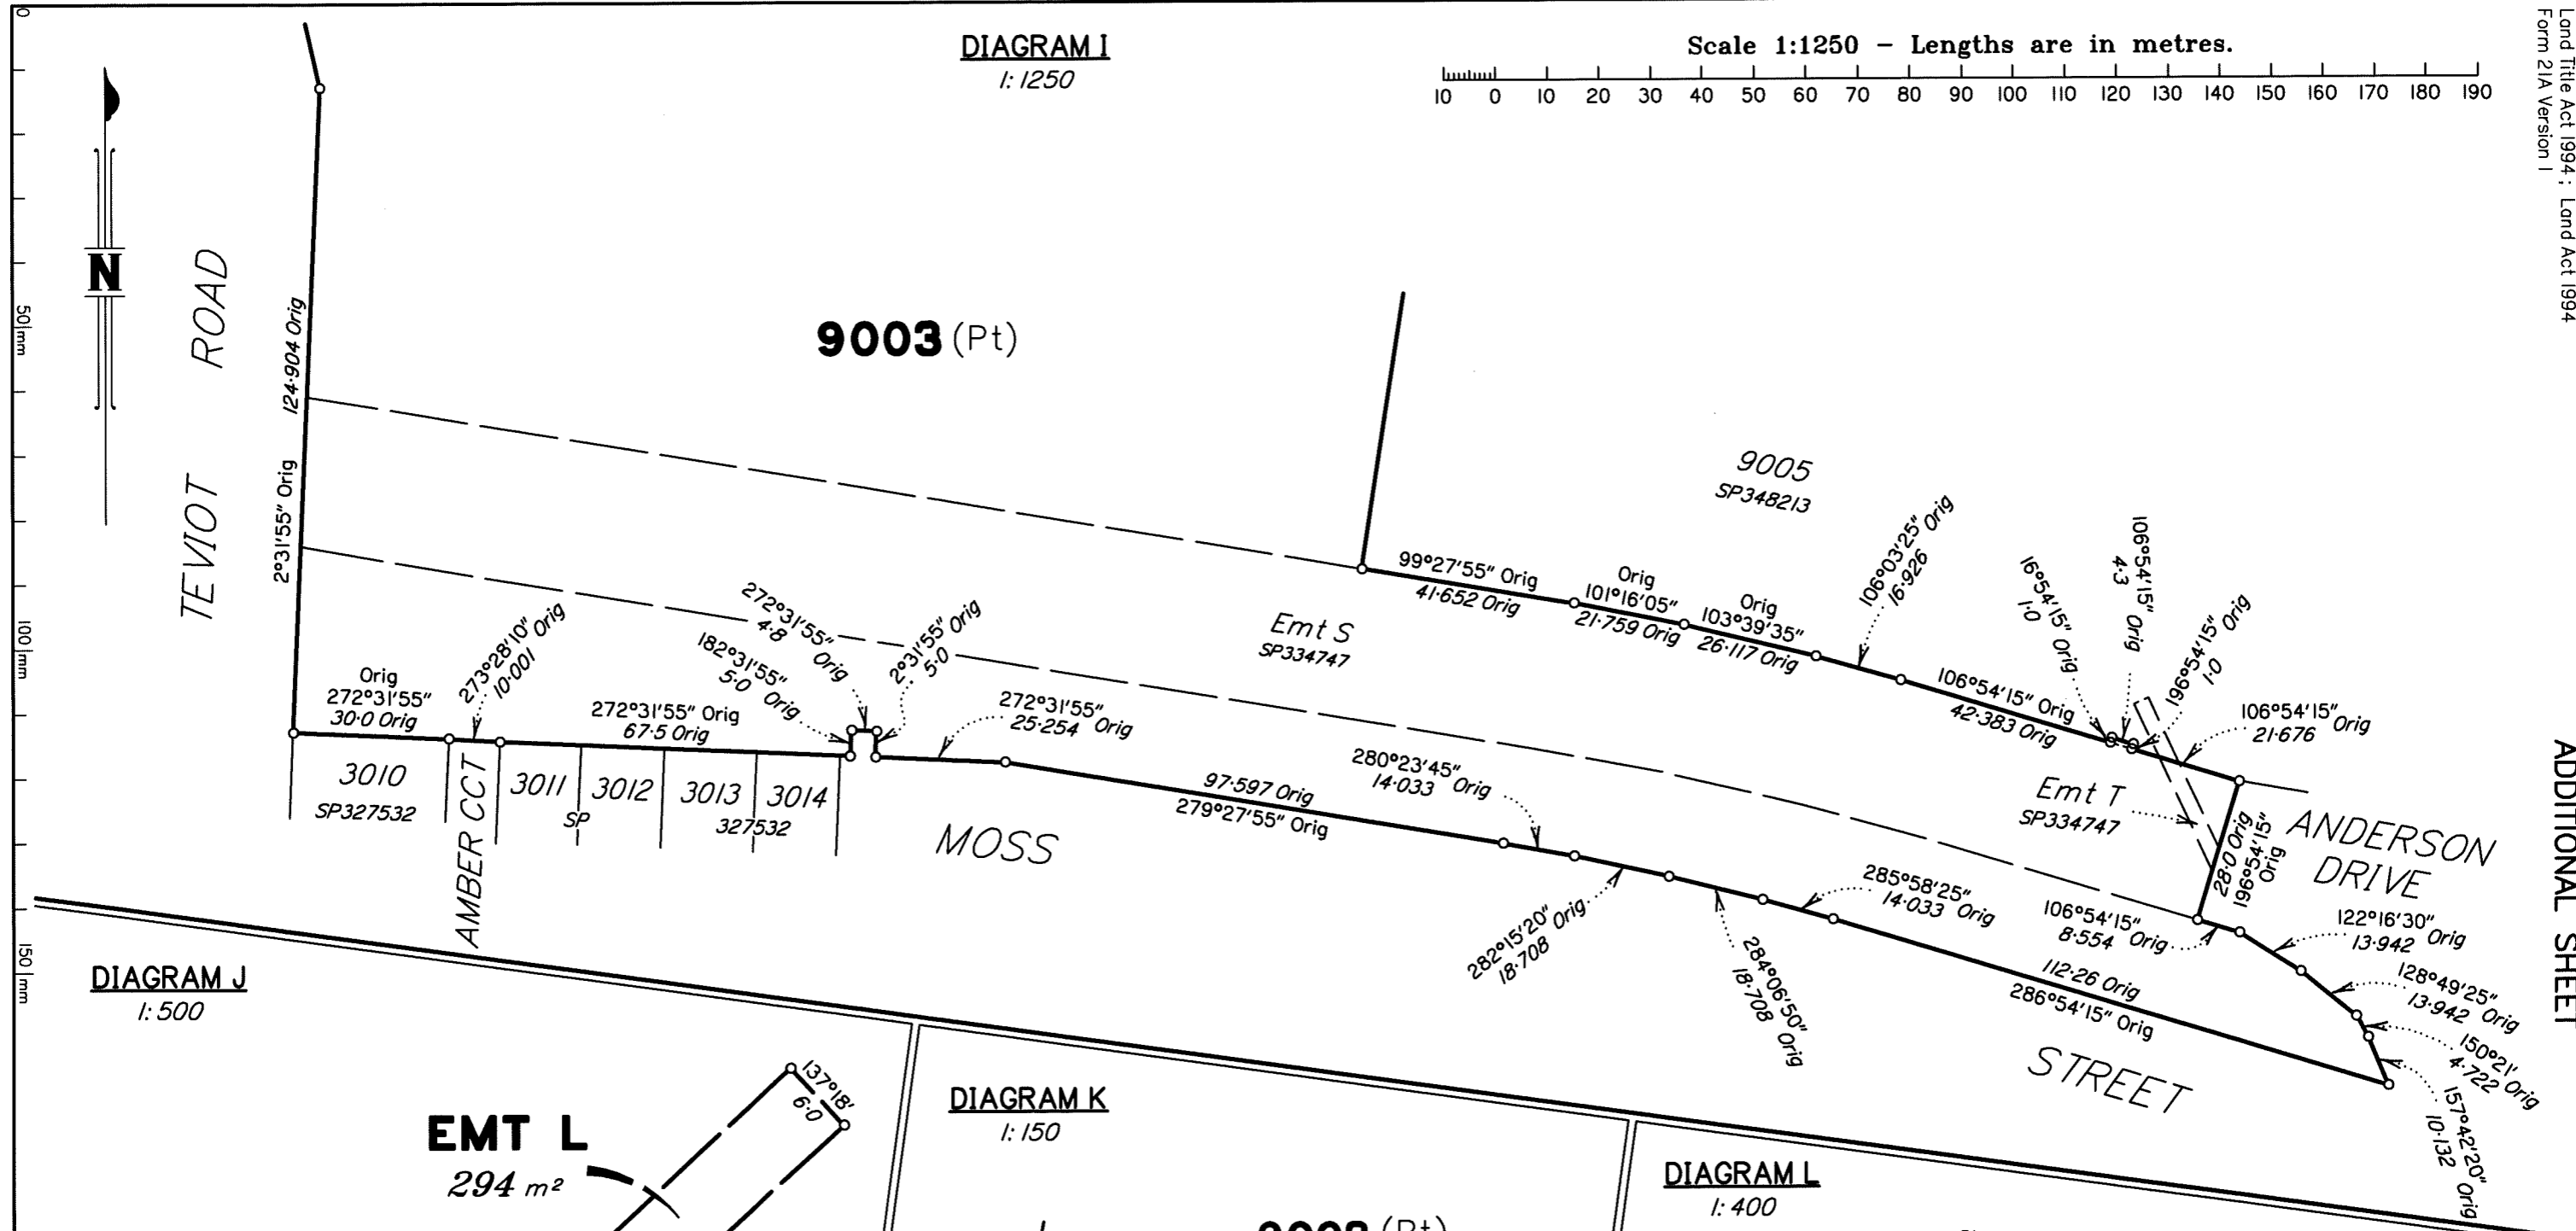 DIAGRAM I
1:1250
Scale 1:1250 – Lengths are in metres.
10 0 10 20 30 40 50 60 70 80 90 100 110 120 130 140 150 160 170 180 190
Land Title Act 1994 ; Land Act 1994
Form 21A Version 1
ADDITIONAL SHEET
0
50 mm
100 mm
150 mm
N
TEVIOT ROAD
124·904 Orig
2°31'55" Orig
9003 (Pt)
9005
SP348213
Emt S
SP334747
99°27'55" Orig
41·652 Orig
Orig
101°16'05"
21·759 Orig
Orig
103°39'35"
26·117 Orig
106°03'25" Orig
16·926
106°54'15" Orig
42·383 Orig
16°54'15" Orig
1·0
106°54'15" Orig
4·3
196°54'15" Orig
1·0
106°54'15" Orig
21·676
Emt T
SP334747
28·0 Orig
196°54'15"
Orig
ANDERSON
DRIVE
Orig
272°31'55"
30·0 Orig
273°28'10" Orig
10·001
272°31'55" Orig
67·5 Orig
182°31'55"
5·0 Orig
272°31'55"
4·8 Orig
2°31'55" Orig
5·0
272°31'55"
25·254 Orig
3010
SP327532
AMBER CCT
3011
3012
3013
3014
SP
327532
MOSS
97·597 Orig
279°27'55" Orig
280°23'45"
14·033 Orig
282°15'20" Orig
18·708
284°06'50"
18·708 Orig
285°58'25"
14·033 Orig
112·26 Orig
286°54'15" Orig
106°54'15"
8·554 Orig
122°16'30"
13·942 Orig
128°49'25"
13·942 Orig
150°21'
4·722 Orig
157°42'20"
10·132 Orig
STREET
DIAGRAM J
1:500
137°18'
6·0
EMT L
294 m²
DIAGRAM K
1:150
(Pt)
DIAGRAM L
1:400